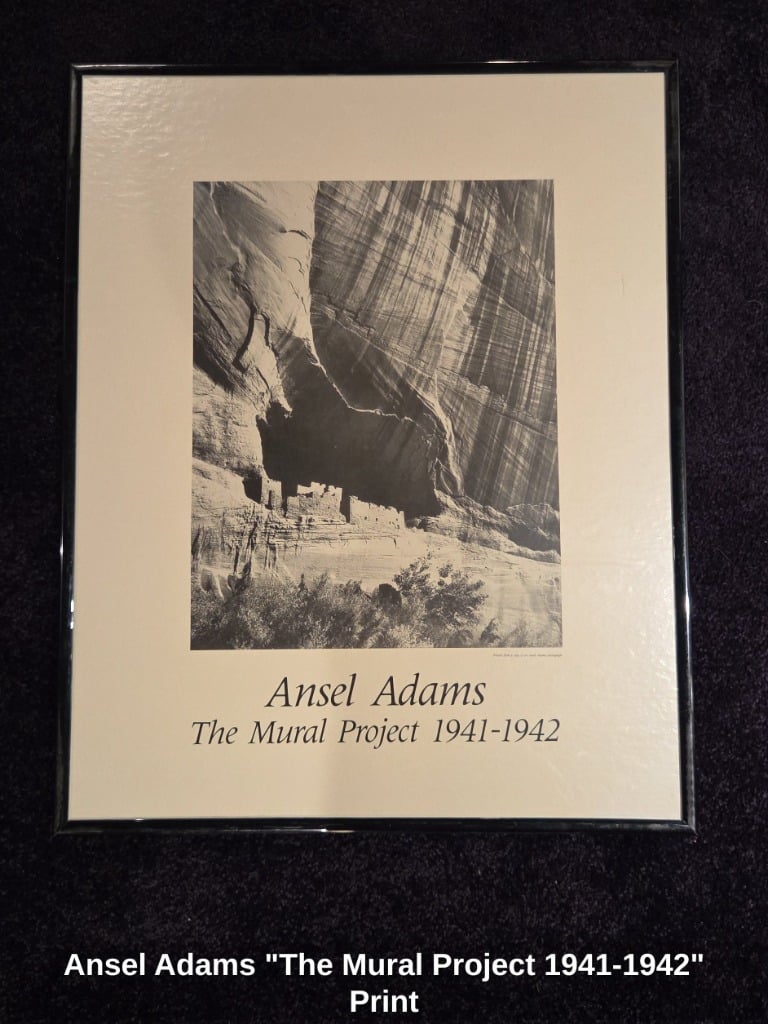 Ansel Adams
The Mural Project 1941-1942
Ansel Adams "The Mural Project 1941-1942"
Print